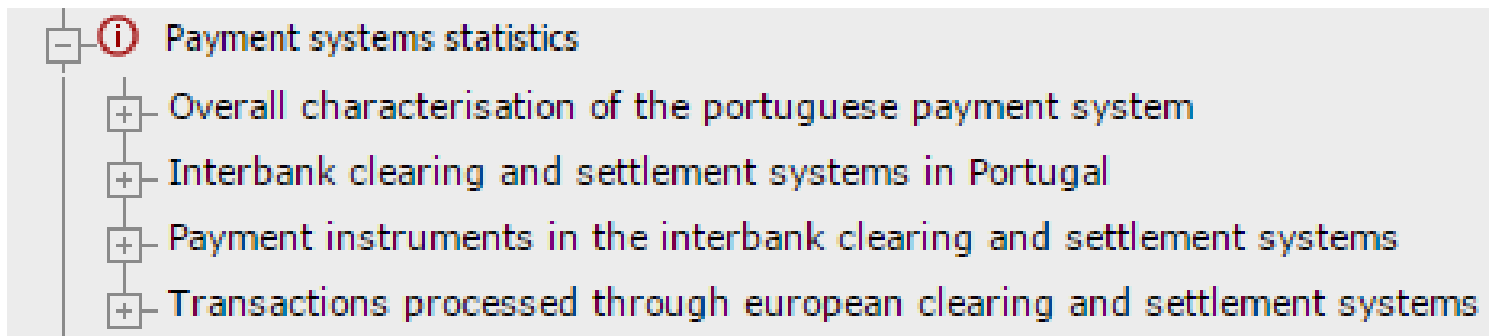 Payment systems statistics
Overall characterisation of the portuguese payment system
Interbank clearing and settlement systems in Portugal
Payment instruments in the interbank clearing and settlement systems
Transactions processed through european clearing and settlement systems